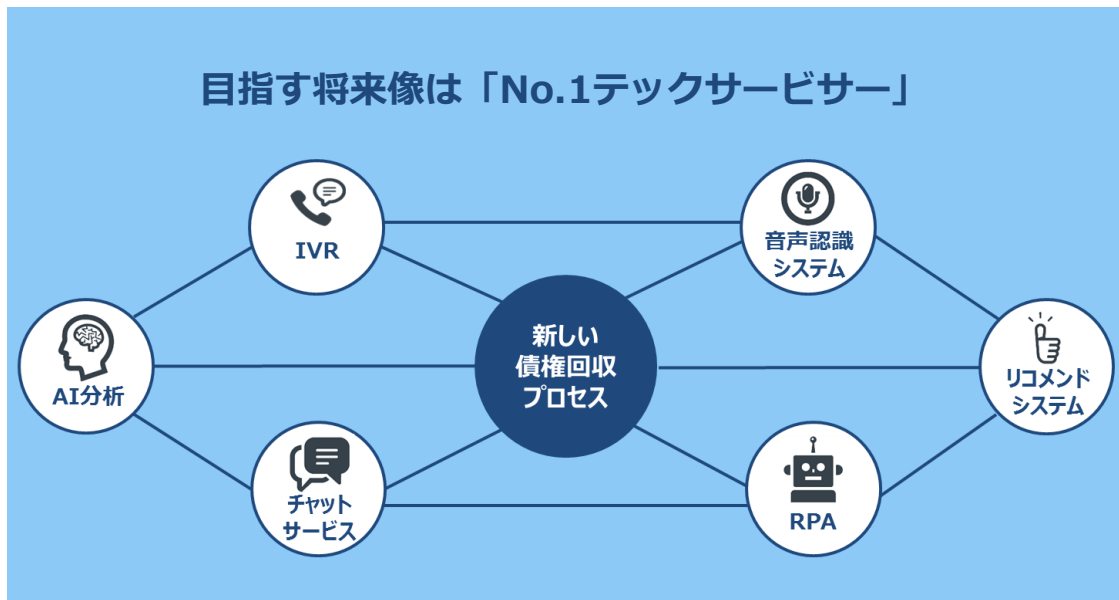 目指す将来像は「No.1テックサービサー」
IVR
音声認識
システム
AI分析
新しい
債権回収
プロセス
リコメンド
システム
チャット
サービス
RPA